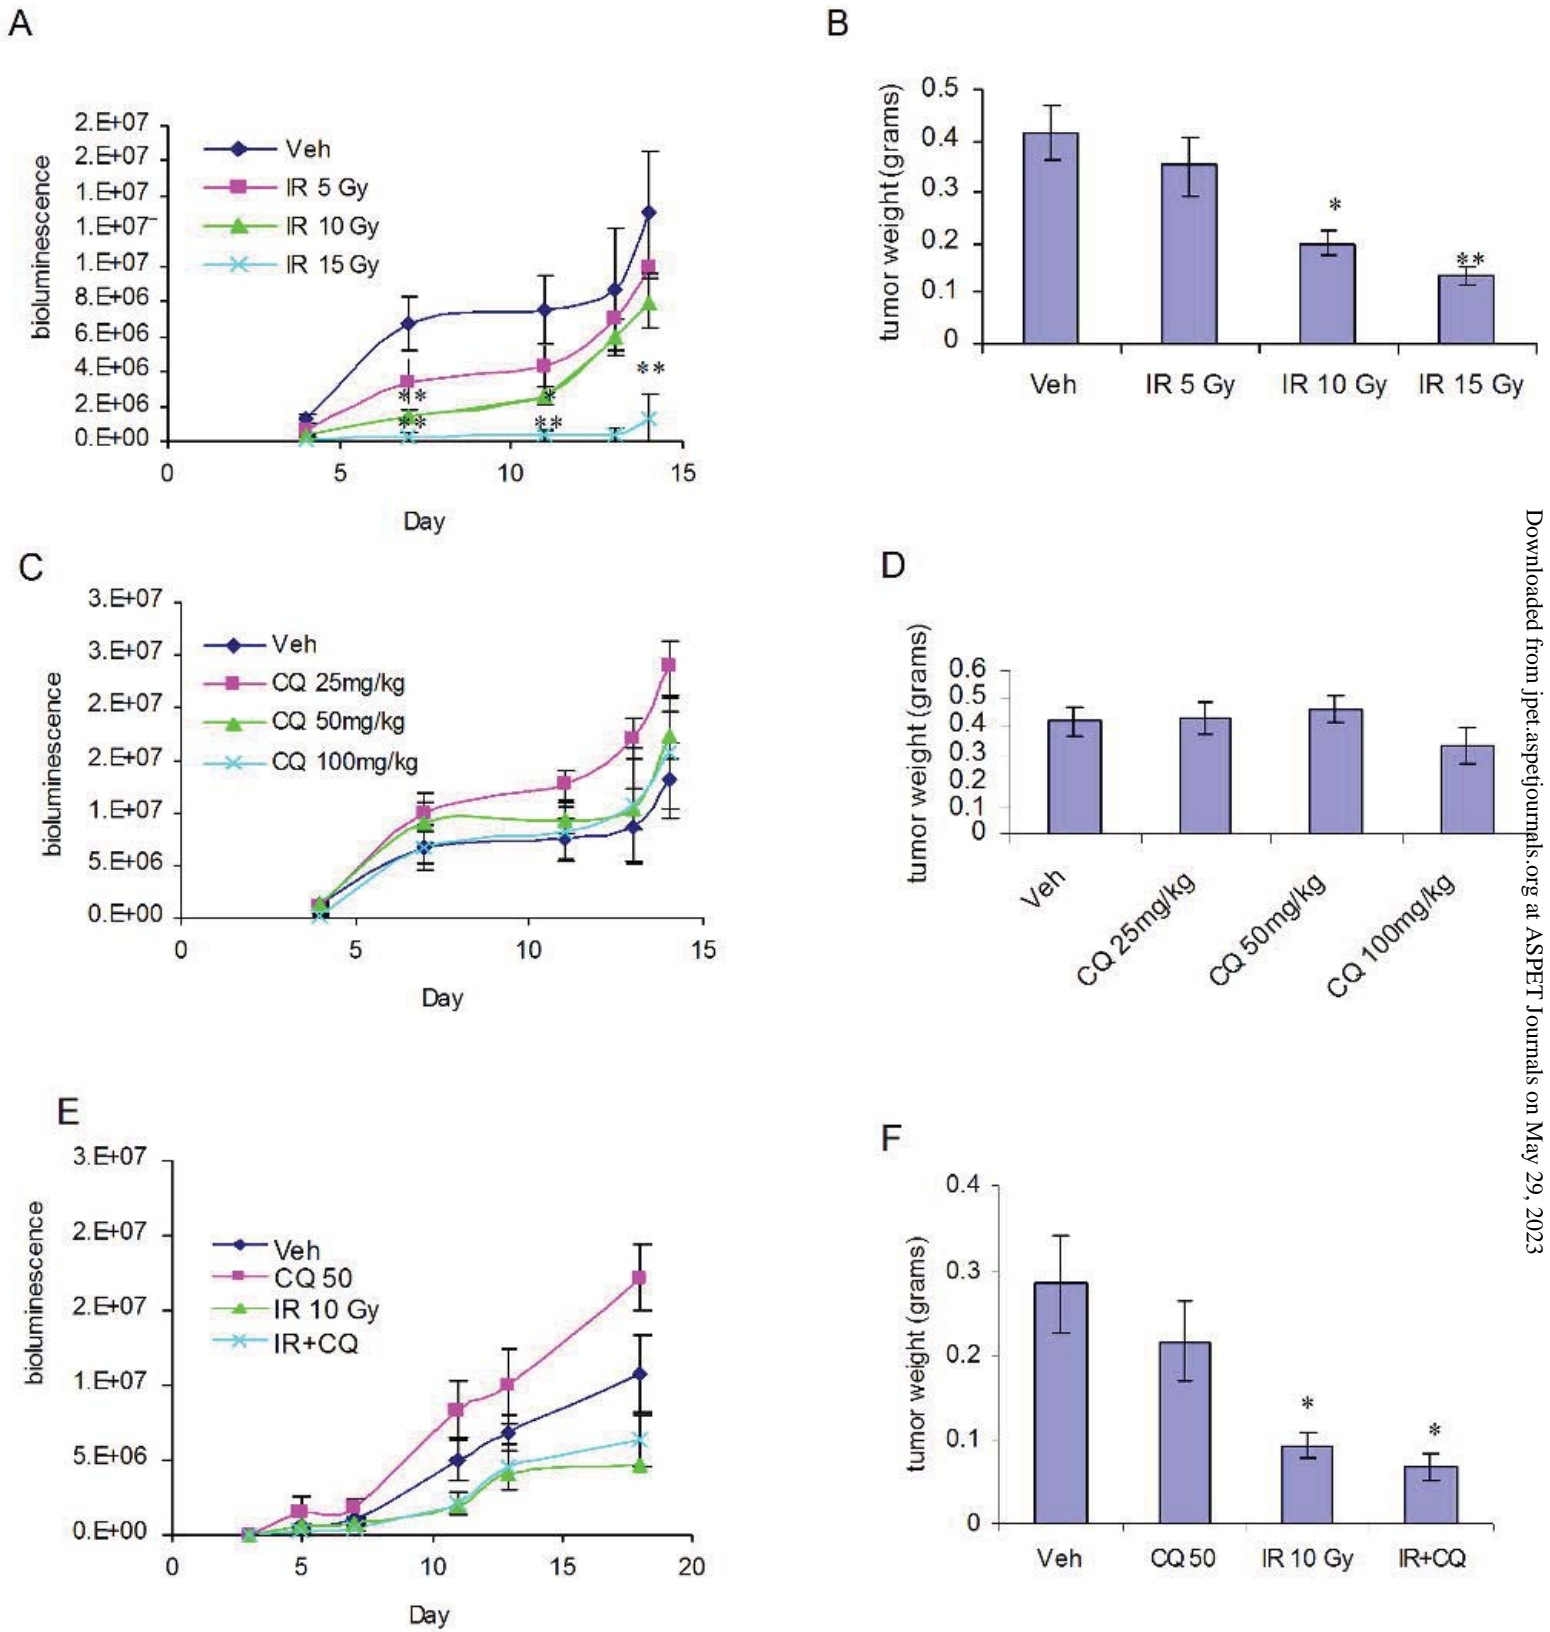 A
bioluminescence
2.E+07
2.E+07
1.E+07
1.E+07
1.E+07
8.E+06
6.E+06
4.E+06
2.E+06
0.E+00
Veh
IR 5 Gy
IR 10 Gy
IR 15 Gy
**
**
*
**
**
0 5 10 15
Day
B
tumor weight (grams)
0.5
0.4
0.3
0.2
0.1
0
*
**
Veh IR 5 Gy IR 10 Gy IR 15 Gy
C
bioluminescence
3.E+07
3.E+07
2.E+07
2.E+07
1.E+07
5.E+06
0.E+00
Veh
CQ 25mg/kg
CQ 50mg/kg
CQ 100mg/kg
0 5 10 15
Day
D
tumor weight (grams)
0.6
0.5
0.4
0.3
0.2
0.1
0
Veh
CQ 25mg/kg
CQ 50mg/kg
CQ 100mg/kg
E
bioluminescence
3.E+07
2.E+07
2.E+07
1.E+07
5.E+06
0.E+00
Veh
CQ 50
IR 10 Gy
IR+CQ
0 5 10 15 20
Day
F
tumor weight (grams)
0.4
0.3
0.2
0.1
0
*
*
Veh CQ 50 IR 10 Gy IR+CQ
Downloaded from jpet.aspetjournals.org at ASPET Journals on May 29, 2023